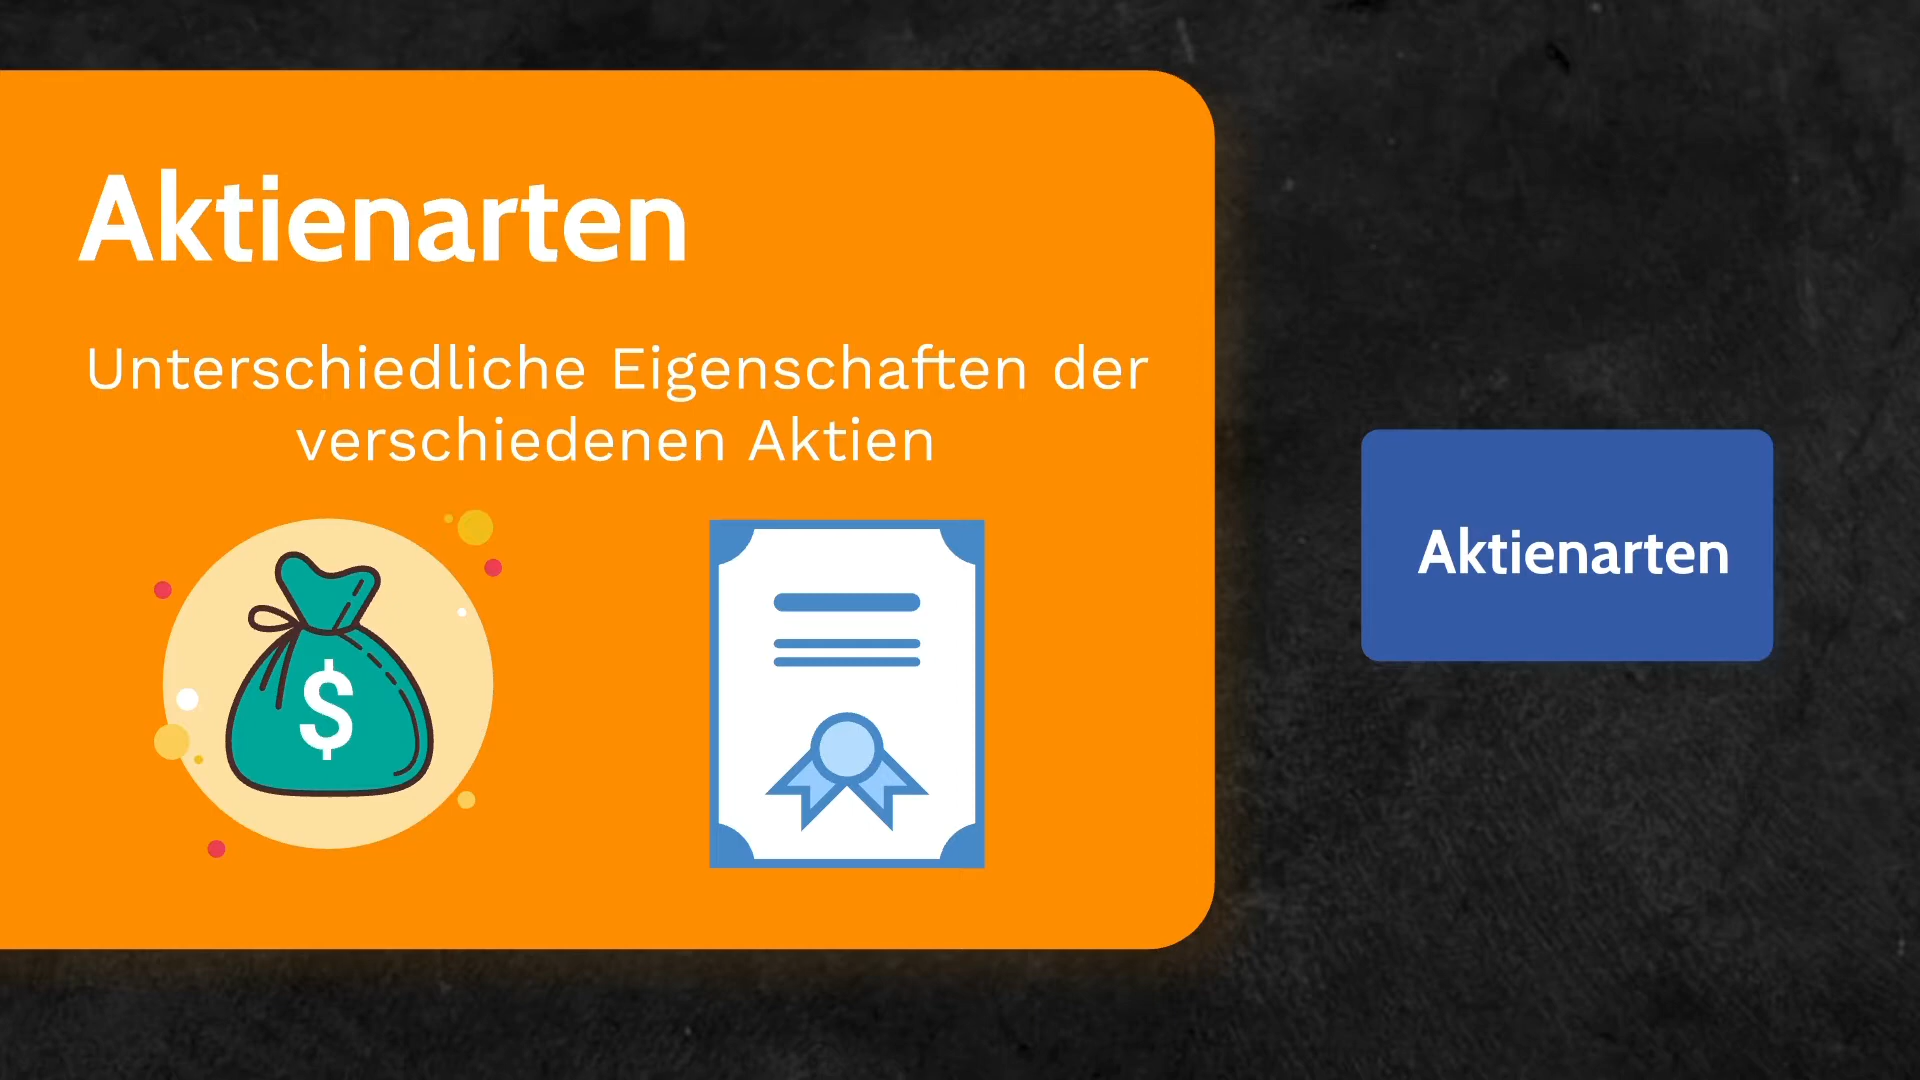 Aktienarten
Unterschiedliche Eigenschaften der
verschiedenen Aktien
$
Aktienarten